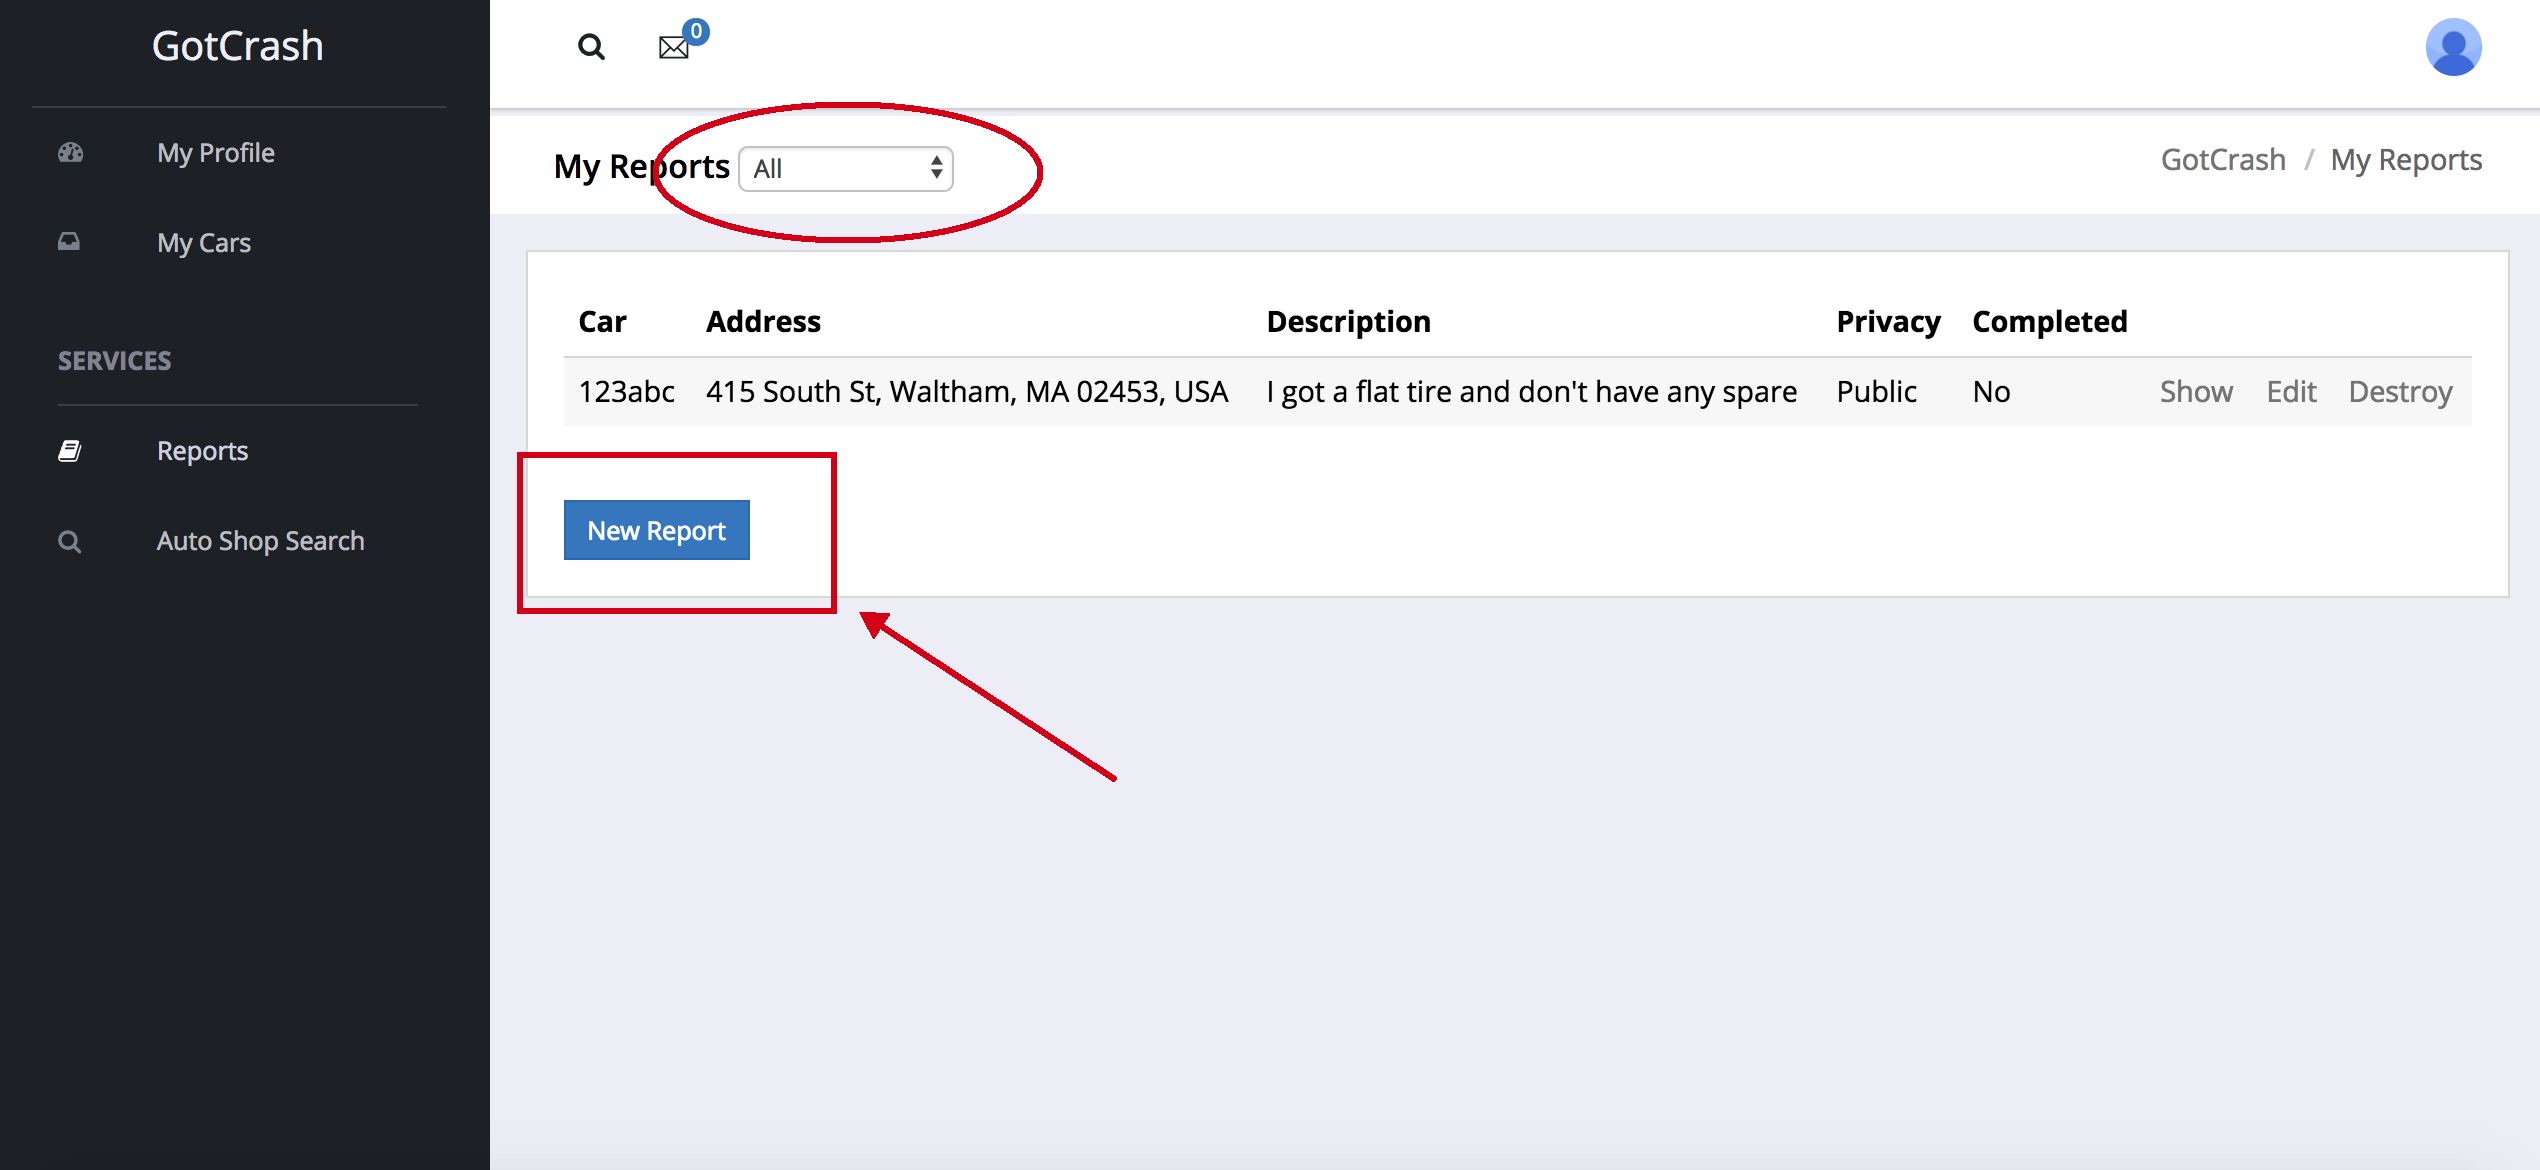 GotCrash
My Profile
My Cars
SERVICES
Reports
Auto Shop Search
0
My Reports All
GotCrash / My Reports
Car Address Description Privacy Completed
123abc 415 South St, Waltham, MA 02453, USA I got a flat tire and don't have any spare Public No Show Edit Destroy
New Report